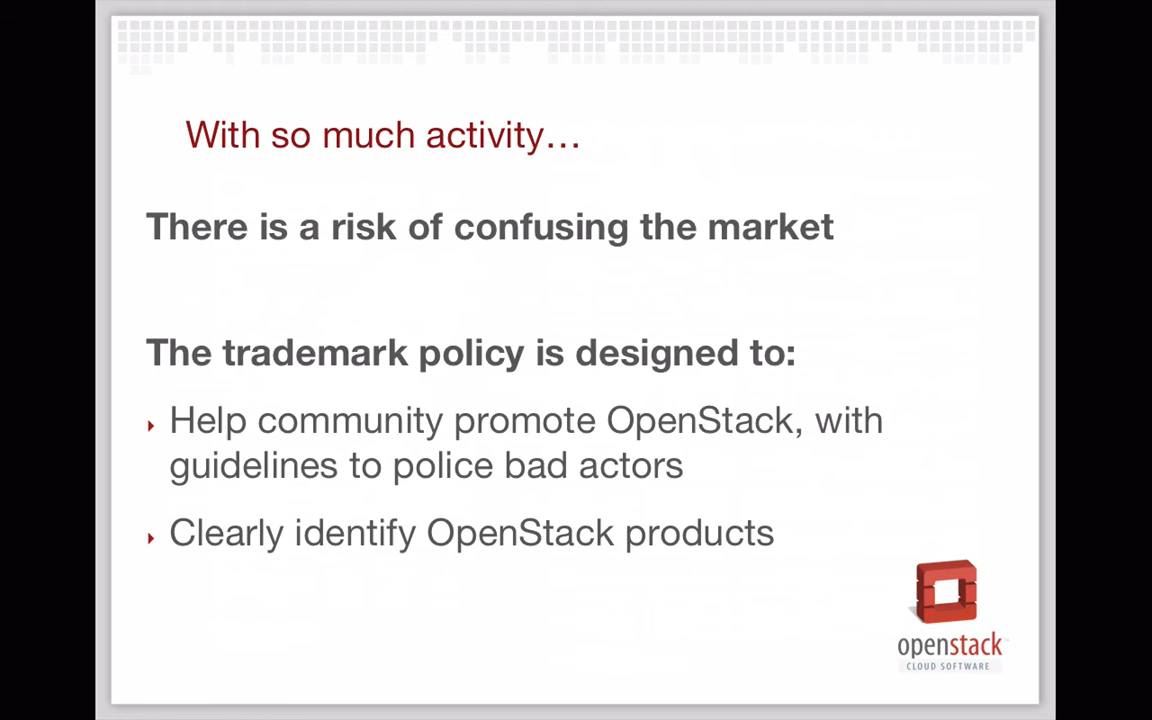 With so much activity…
There is a risk of confusing the market
The trademark policy is designed to:
Help community promote OpenStack, with
guidelines to police bad actors
Clearly identify OpenStack products
openstack
CLOUD SOFTWARE